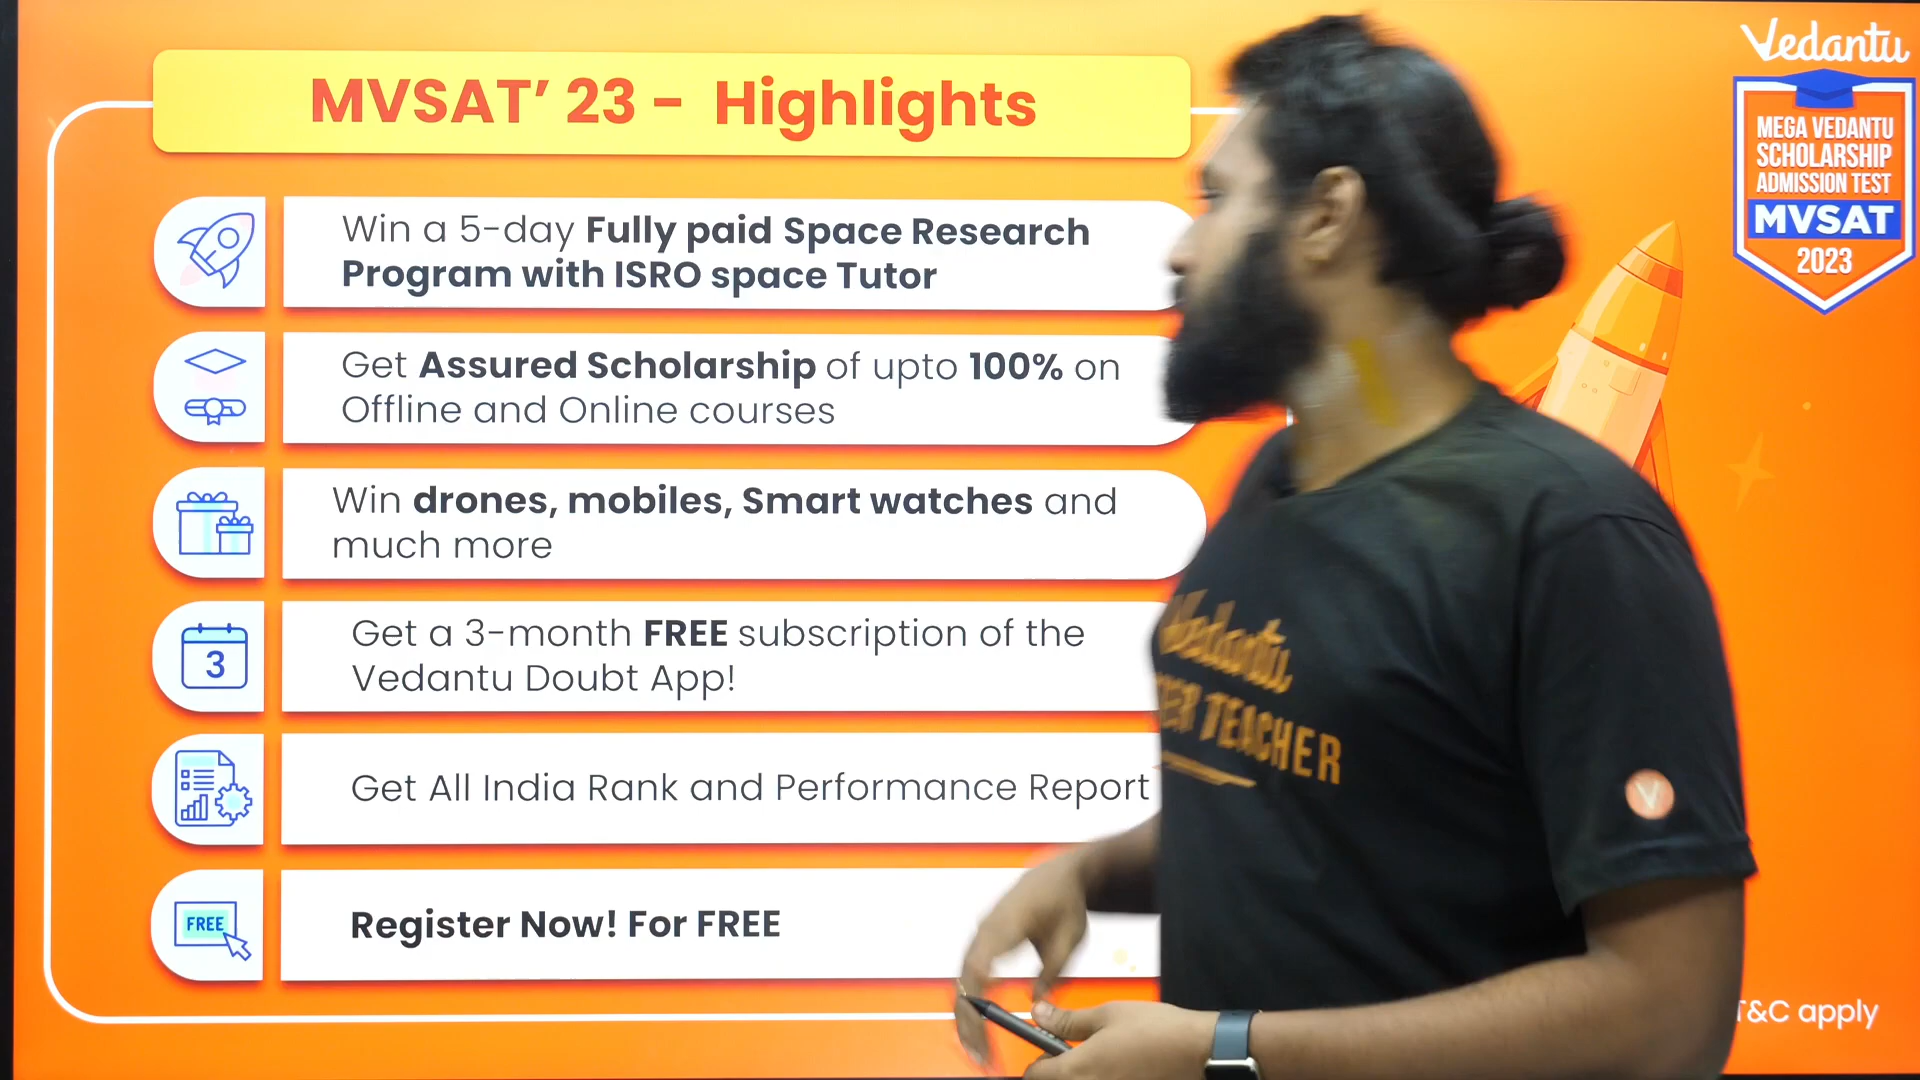 Vedantu
MEGA VEDANTU
SCHOLARSHIP
ADMISSION TEST
MVSAT
2023
MVSAT’ 23 - Highlights
Win a 5-day Fully paid Space Research
Program with ISRO space Tutor
Get Assured Scholarship of upto 100% on
Offline and Online courses
Win drones, mobiles, Smart watches and
much more
3
Get a 3-month FREE subscription of the
Vedantu Doubt App!
Get All India Rank and Performance Report
FREE
Register Now! For FREE
Vedantu
TEACHER
V
T&C apply